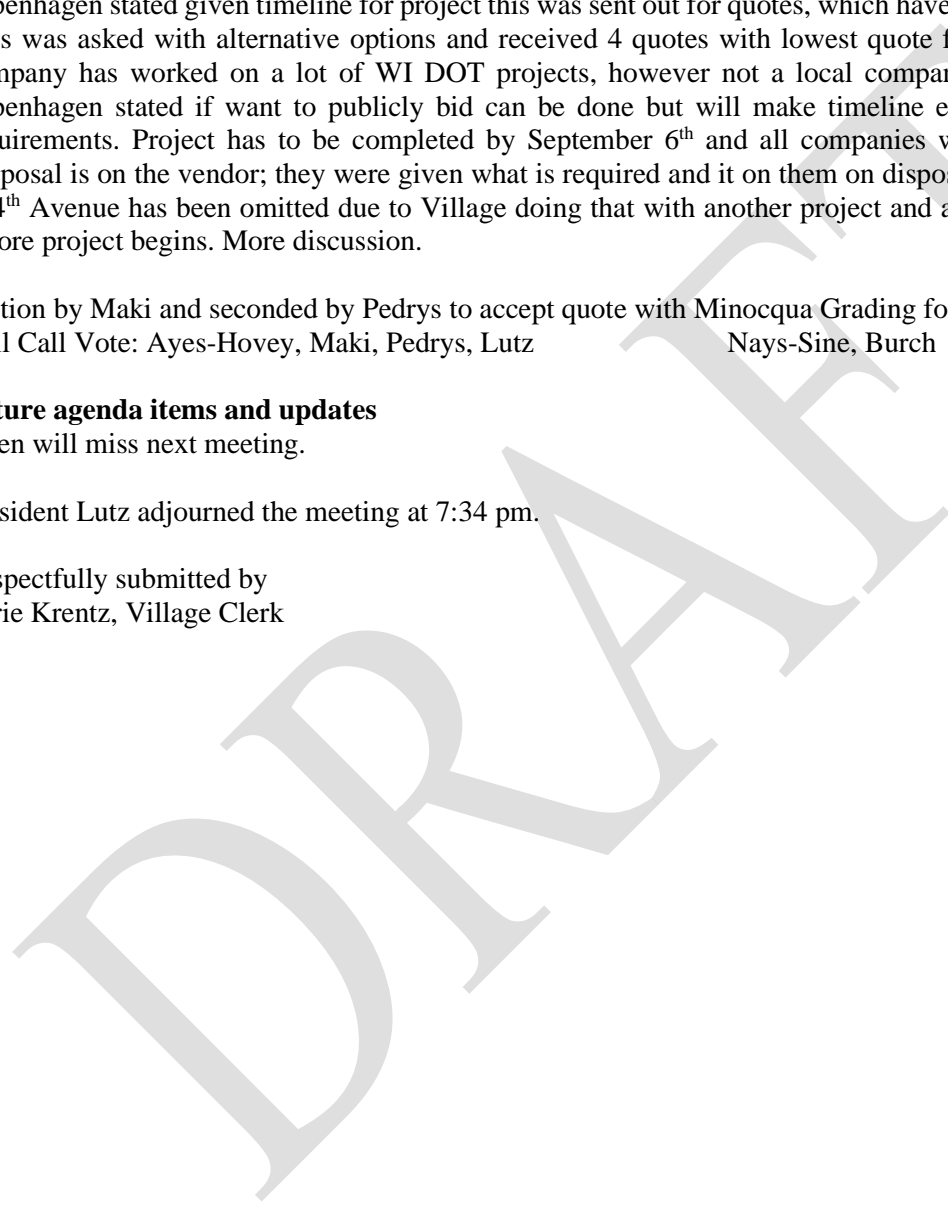 penhagen stated given timeline for project this was sent out for quotes, which have
s was asked with alternative options and received 4 quotes with lowest quote
mpany has worked on a lot of WI DOT projects, however not a local compan
penhagen stated if want to publicly bid can be done but will make timeline e
uirements. Project has to be completed by September 6th and all companies
posal is on the vendor; they were given what is required and it on them on dispos
4th Avenue has been omitted due to Village doing that with another project and a
ore project begins. More discussion.
tion by Maki and seconded by Pedrys to accept quote with Minocqua Grading fo
l Call Vote: Ayes-Hovey, Maki, Pedrys, Lutz Nays-Sine, Burch
ture agenda items and updates
en will miss next meeting.
sident Lutz adjourned the meeting at 7:34 pm.
spectfully submitted by
rie Krentz, Village Clerk
DRAFT